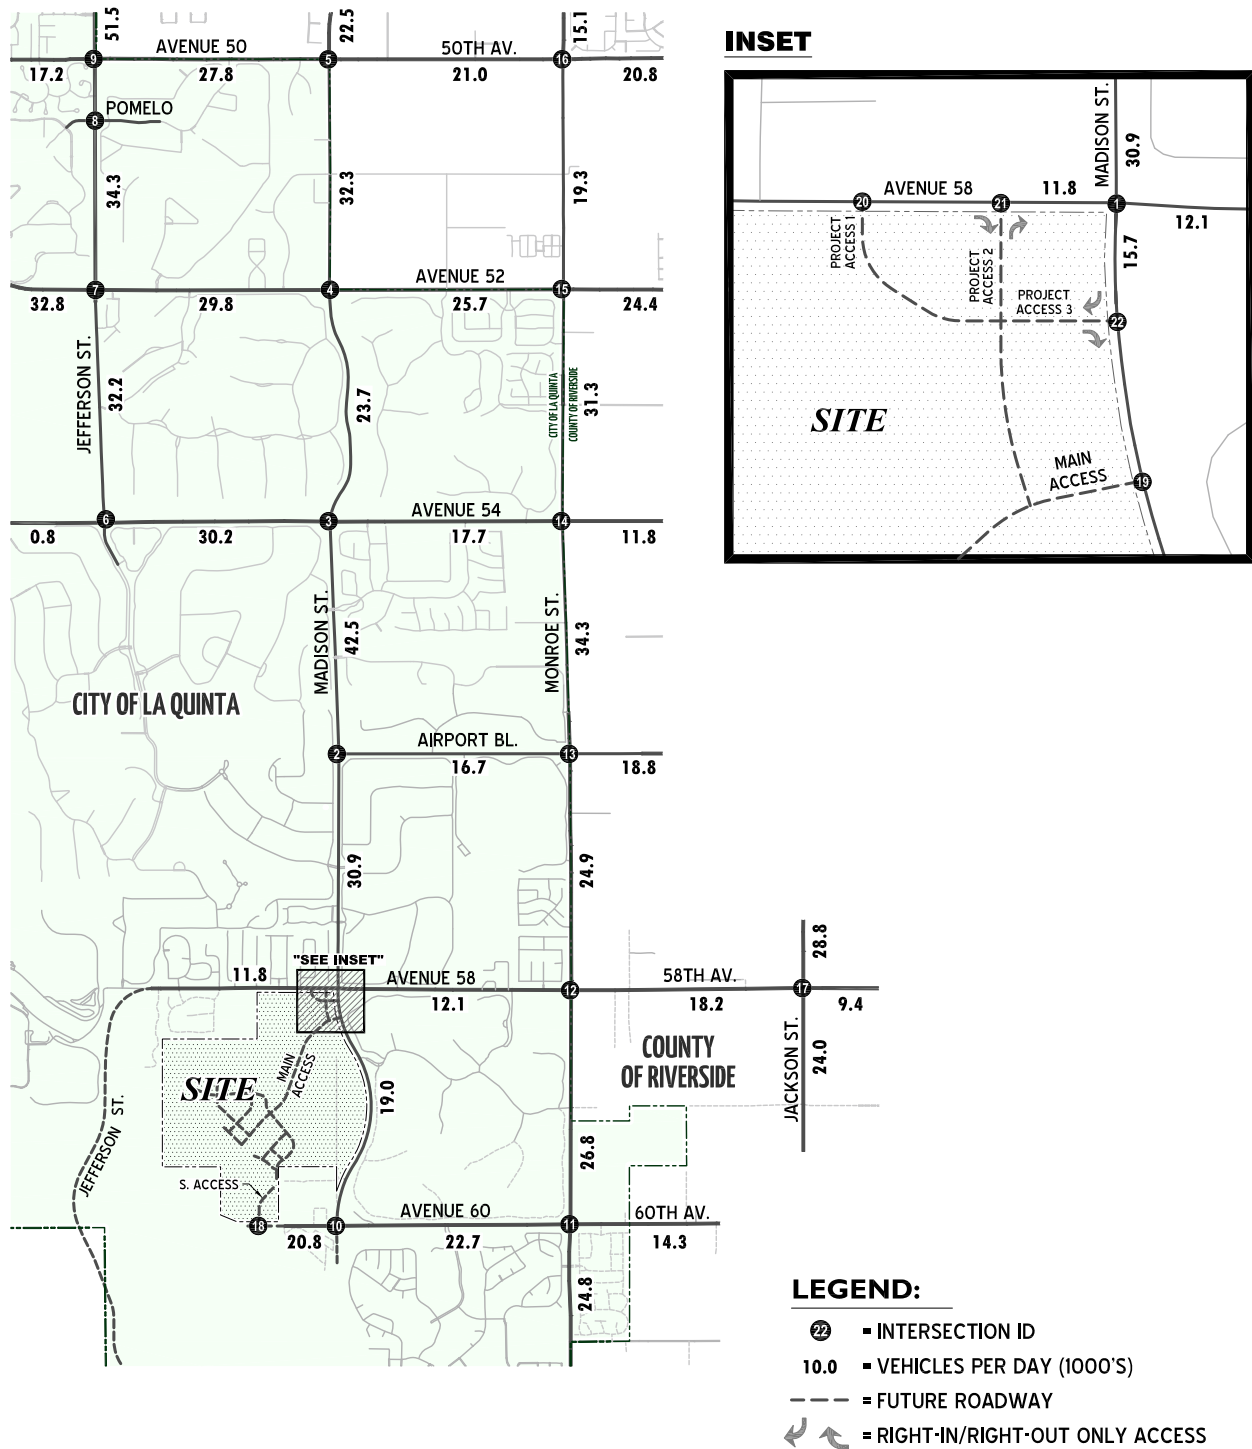 51.5
22.5
15.1
AVENUE 50
50TH AV.
9
5
16
17.2
27.8
21.0
20.8
POMELO
8
34.3
32.3
19.3
AVENUE 52
7
4
15
32.8
29.8
25.7
24.4
JEFFERSON ST.
32.2
23.7
CITY OF LA QUINTA
COUNTY OF RIVERSIDE
31.3
AVENUE 54
6
3
14
0.8
30.2
17.7
11.8
MADISON ST.
42.5
MONROE ST.
34.3
CITY OF LA QUINTA
AIRPORT BL.
2
13
16.7
18.8
30.9
24.9
28.8
"SEE INSET"
11.8
AVENUE 58
58TH AV.
12
17
12.1
18.2
9.4
COUNTY
OF RIVERSIDE
JACKSON ST.
24.0
MAIN
ACCESS
SITE
19.0
JEFFERSON ST.
26.8
S. ACCESS
AVENUE 60
60TH AV.
18
10
11
20.8
22.7
14.3
24.8
INSET
MADISON ST.
30.9
AVENUE 58
11.8
20
21
1
12.1
PROJECT
ACCESS 1
PROJECT
ACCESS 2
15.7
PROJECT
ACCESS 3
22
SITE
MAIN
ACCESS
19
LEGEND:
22 = INTERSECTION ID
10.0 = VEHICLES PER DAY (1000'S)
= FUTURE ROADWAY
= RIGHT-IN/RIGHT-OUT ONLY ACCESS